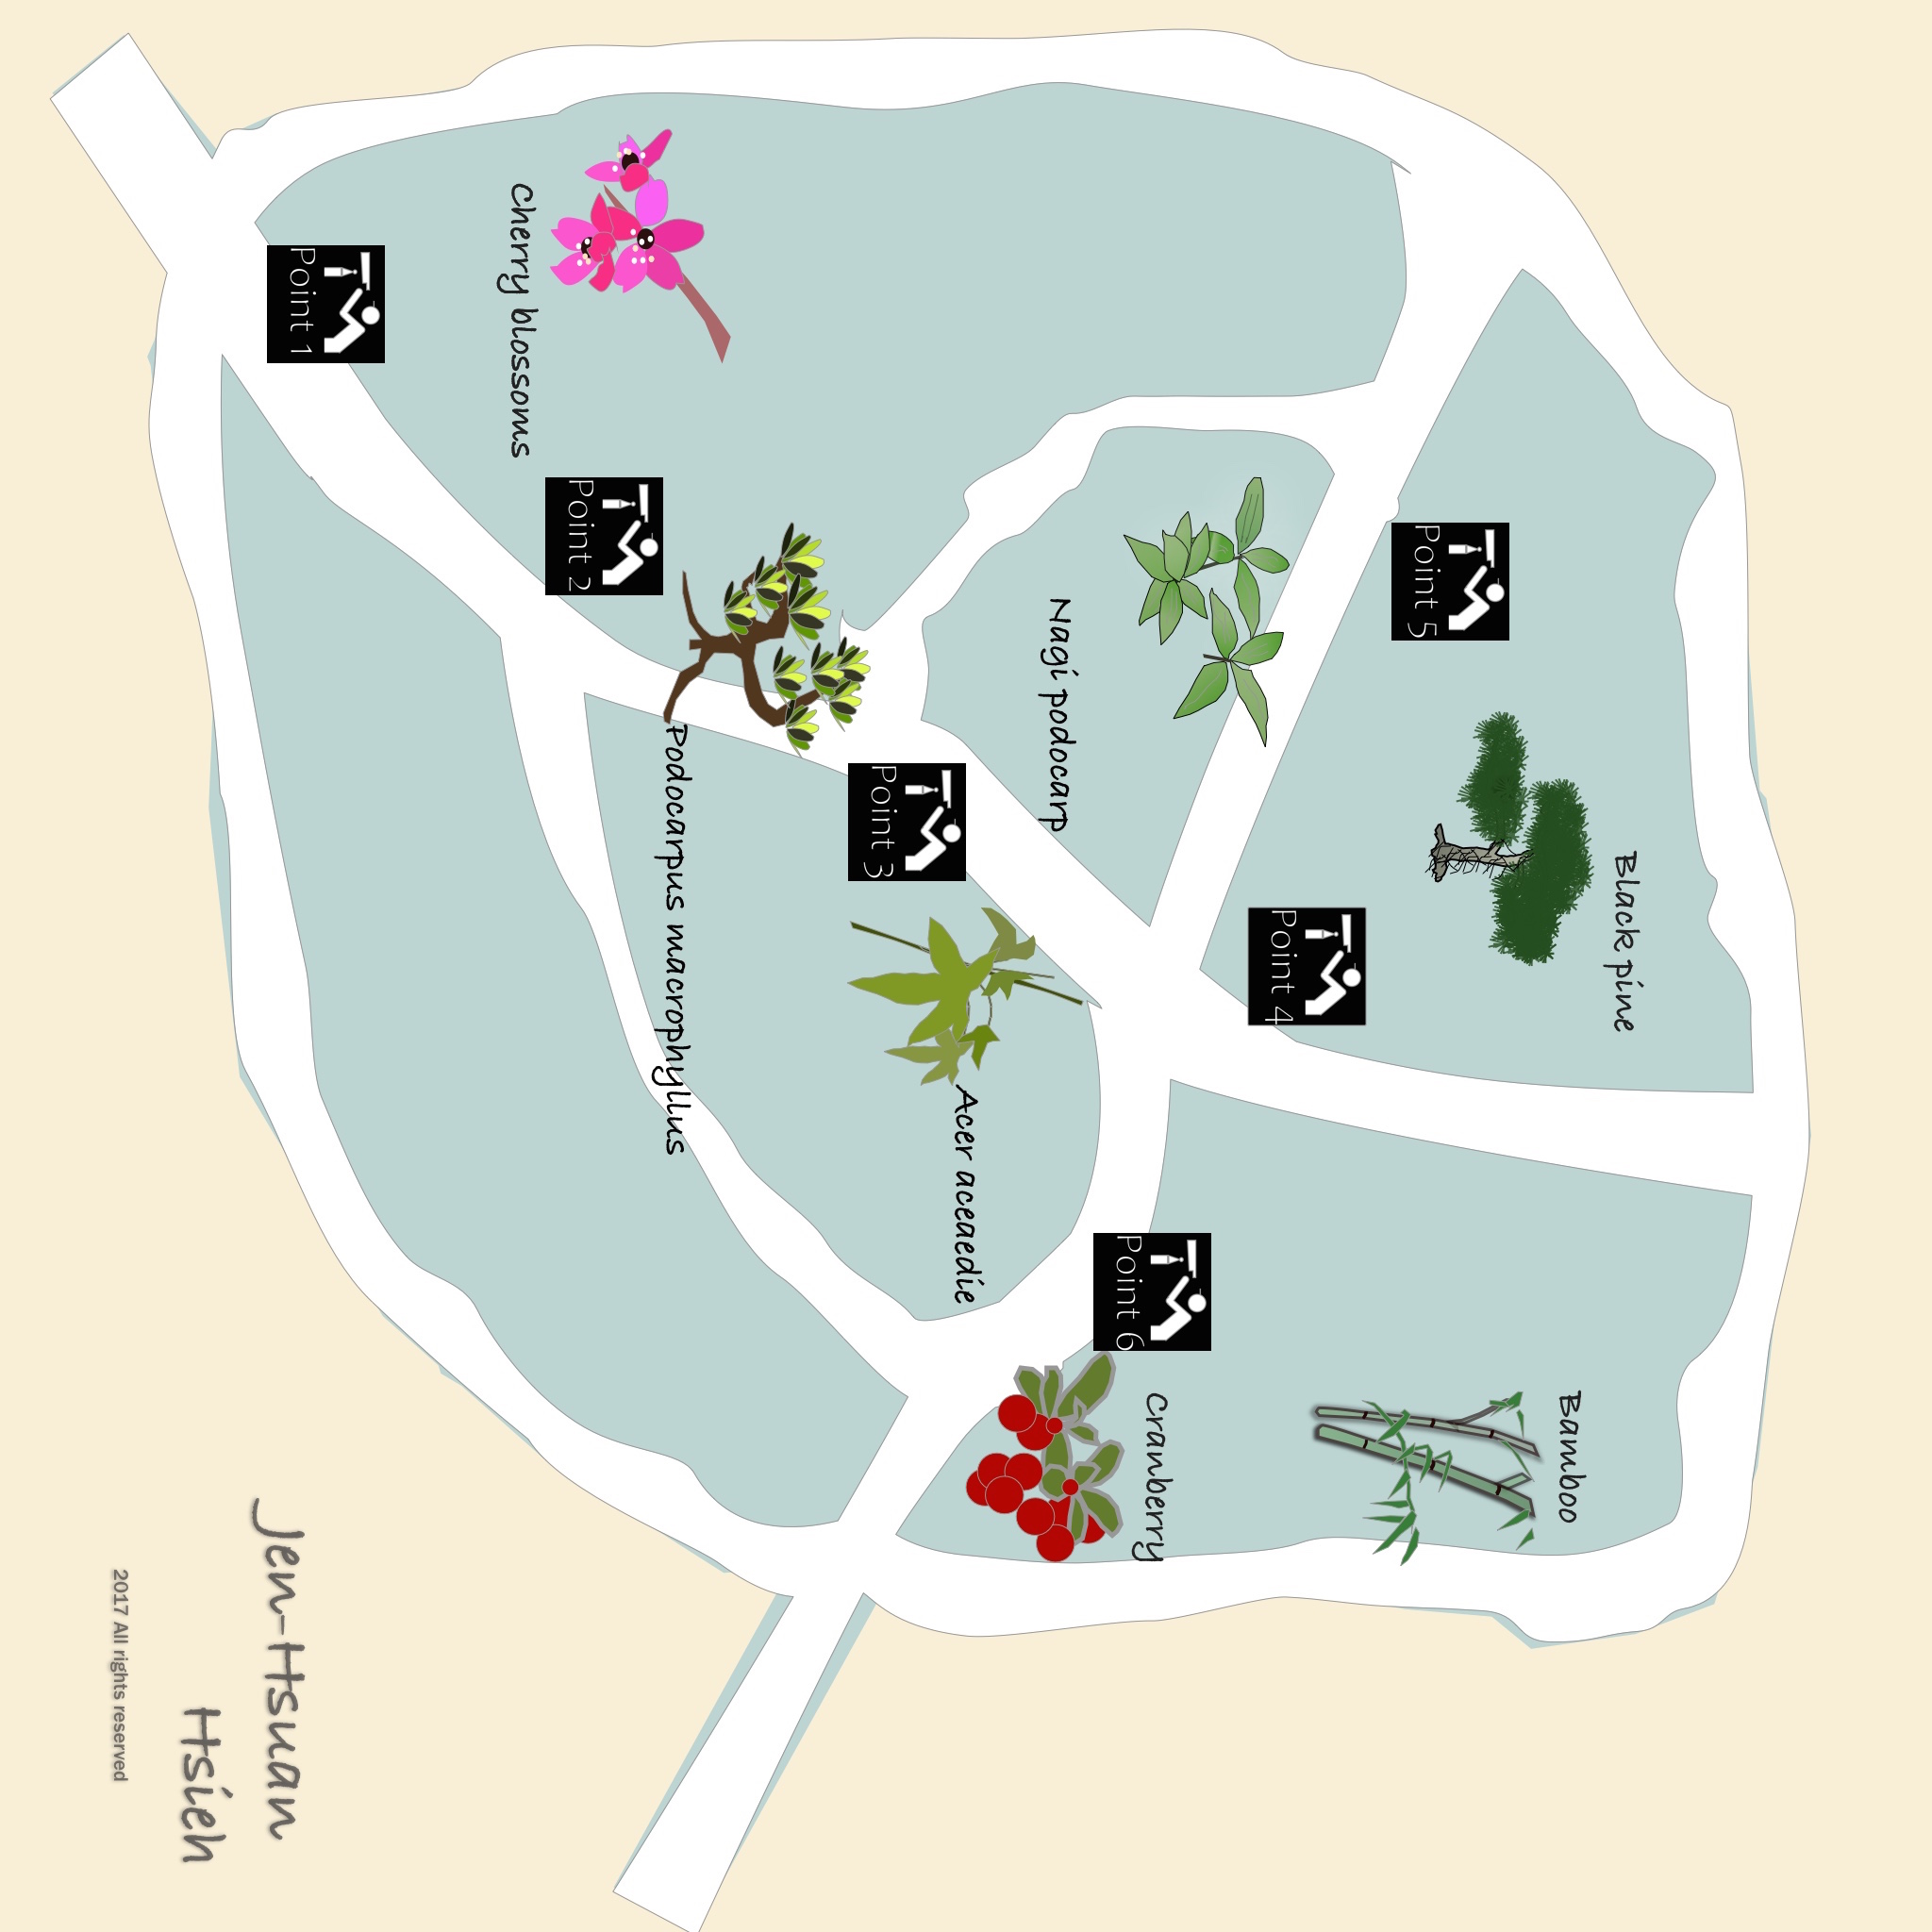 Black pine
Bamboo
Point 5
Point 4
Cranberry
Point 6
Nagi podocarp
Acer aceaedie
Point 3
Podocarpus macrophyllus
Point 2
Cherry blossoms
Point 1
Jen-Hsuan
Hsieh
2017 All rights reserved